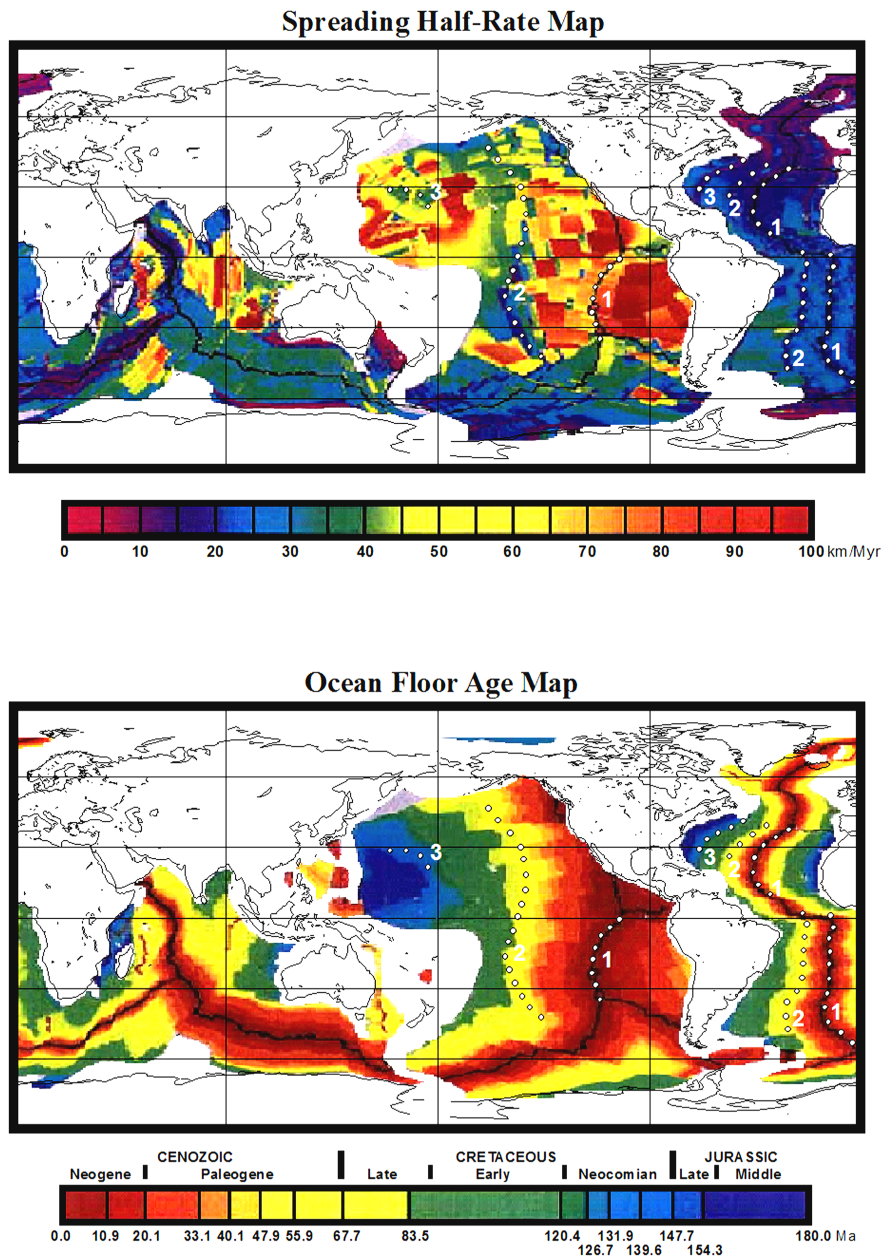 Spreading Half-Rate Map
3
3
2
1
2
1
2
1
0 10 20 30 40 50 60 70 80 90 100 km/Myr
Ocean Floor Age Map
3
3
2
1
2
1
2
1
CENOZOIC CRETACEOUS JURASSIC
Neogene Paleogene Late Early Neocomian Late Middle
0.0 10.9 20.1 33.1 40.1 47.9 55.9 67.7 83.5 120.4 131.9 147.7 180.0 Ma
126.7 139.6 154.3